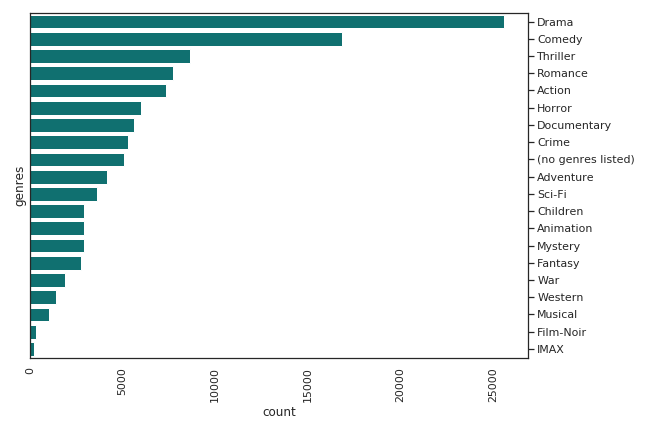 Drama
Comedy
Thriller
Romance
Action
Horror
Documentary
Crime
(no genres listed)
Adventure
Sci-Fi
Children
Animation
Mystery
Fantasy
War
Western
Musical
Film-Noir
IMAX
genres
0
5000
10000
15000
20000
25000
count